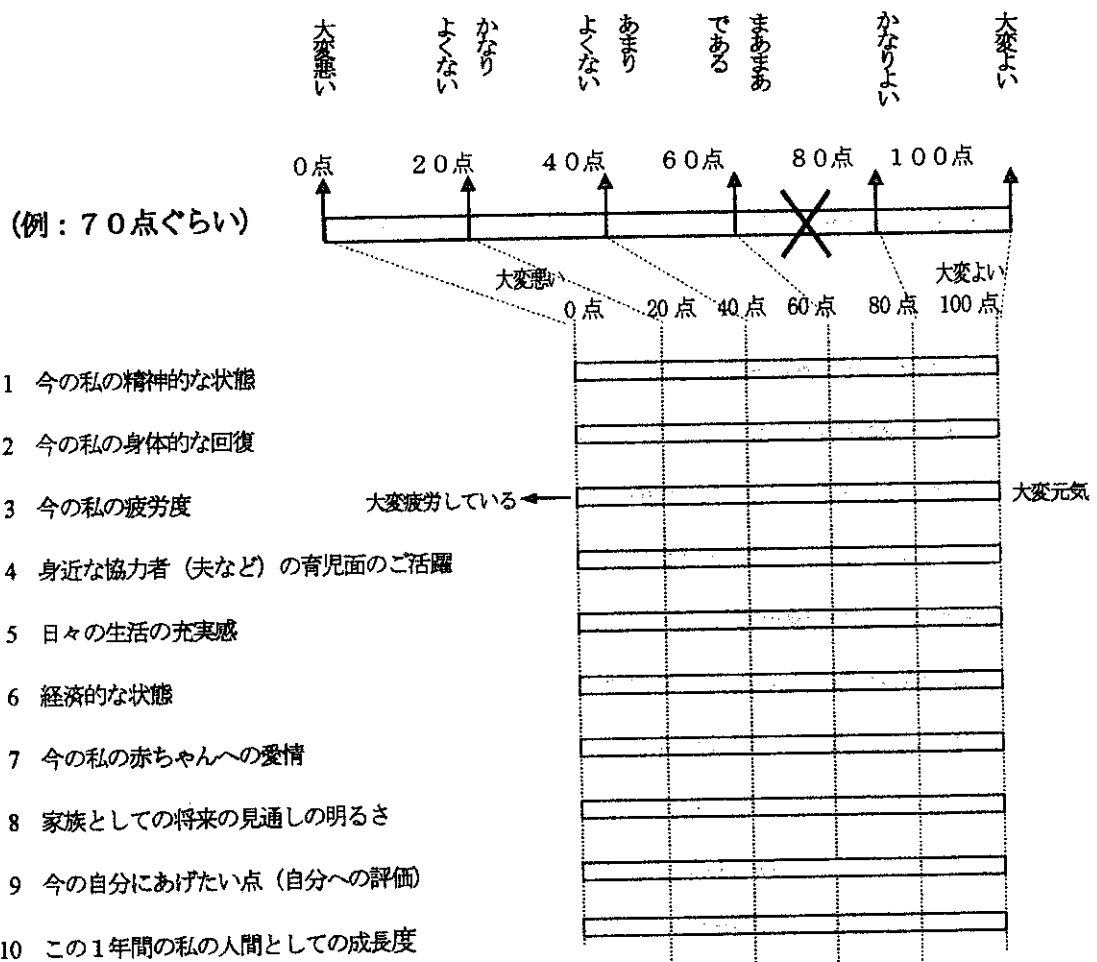 大変悪い
かなり
よくない
あまり
よくない
まあまあ
である
かなりよい
大変よい
0点 20点 40点 60点 80点 100点
(例：70点ぐらい)
大変悪い 大変よい
0点 20点 40点 60点 80点 100点
1 今の私の精神的な状態
2 今の私の身体的な回復
3 今の私の疲労度 大変疲労している 大変元気
4 身近な協力者（夫など）の育児面のご活躍
5 日々の生活の充実感
6 経済的な状態
7 今の私の赤ちゃんへの愛情
8 家族としての将来の見通しの明るさ
9 今の自分にあげたい点（自分への評価）
10 この１年間の私の人間としての成長度